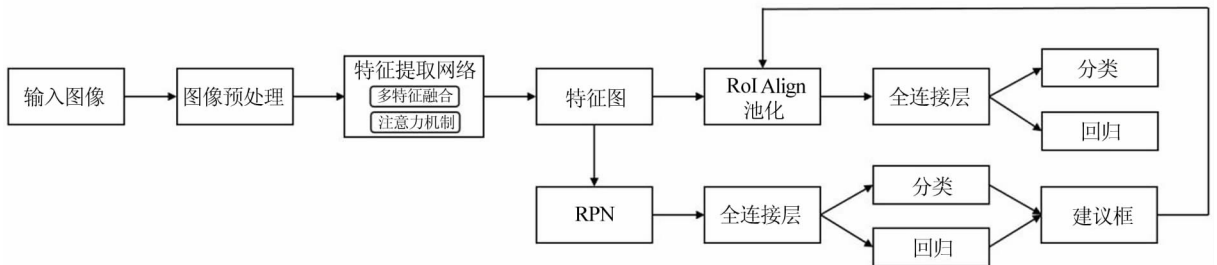 输入图像
图像预处理
特征提取网络
多特征融合
注意力机制
特征图
RoI Align
池化
全连接层
分类
回归
RPN
全连接层
分类
回归
建议框